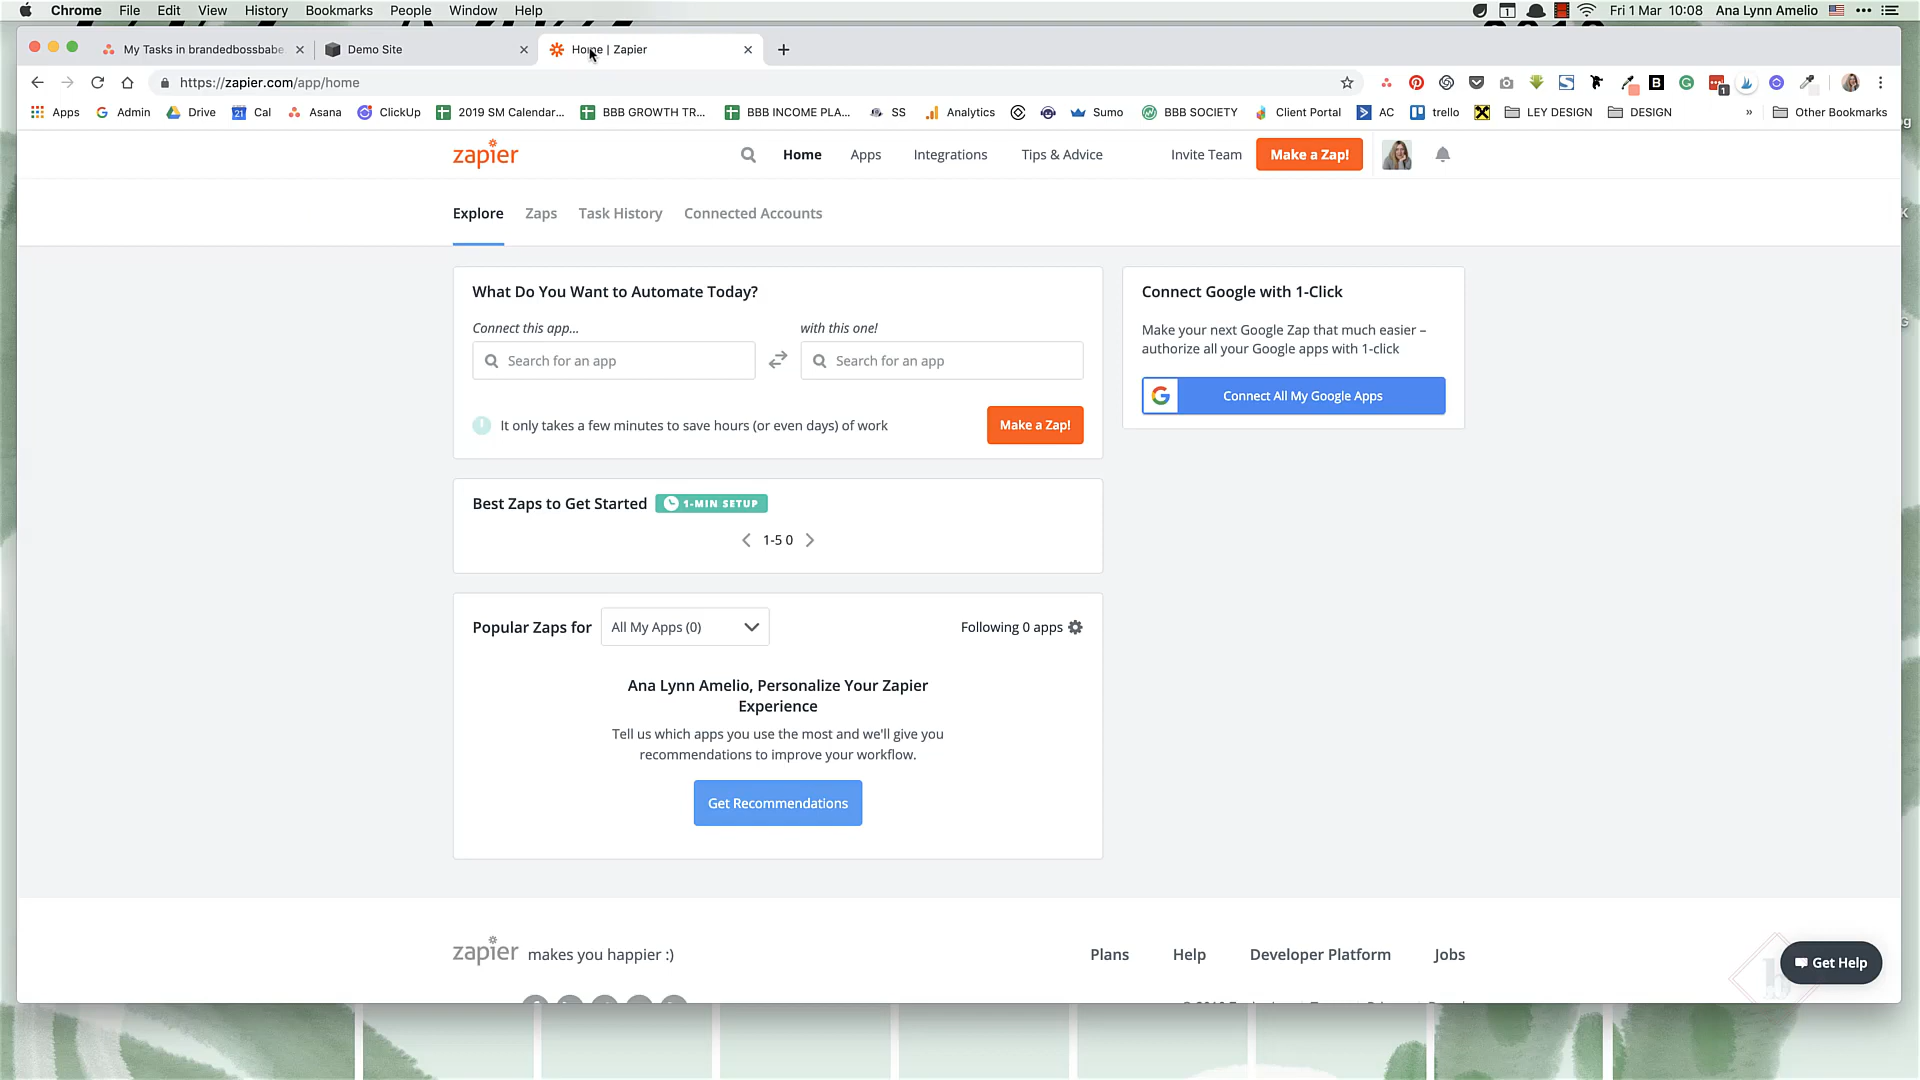 Chrome File Edit View History Bookmarks People Window Help
1 Fri 1 Mar 10:08 Ana Lynn Amelio
My Tasks in brandedbossbabe
Demo Site
Home | Zapier
https://zapier.com/app/home
Apps Admin Drive Cal Asana ClickUp 2019 SM Calendar... BBB GROWTH TR... BBB INCOME PLA... SS Analytics Sumo BBB SOCIETY Client Portal AC trello LEY DESIGN DESIGN » Other Bookmarks
zapier Home Apps Integrations Tips & Advice Invite Team Make a Zap!
Explore Zaps Task History Connected Accounts
What Do You Want to Automate Today?
Connect this app...
with this one!
Search for an app
Search for an app
It only takes a few minutes to save hours (or even days) of work
Make a Zap!
Connect Google with 1-Click
Make your next Google Zap that much easier –
authorize all your Google apps with 1-click
Connect All My Google Apps
Best Zaps to Get Started 1-MIN SETUP
1-5 0
Popular Zaps for All My Apps (0) Following 0 apps
Ana Lynn Amelio, Personalize Your Zapier
Experience
Tell us which apps you use the most and we'll give you
recommendations to improve your workflow.
Get Recommendations
zapier makes you happier :)
Plans Help Developer Platform Jobs
Get Help